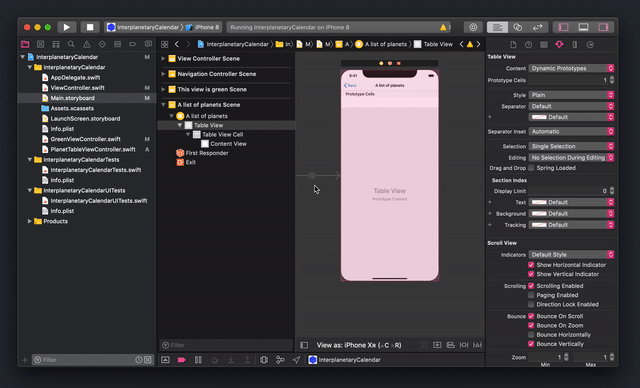 InterplanetaryCalendar
iPhone 8
Running InterplanetaryCalendar on iPhone 8
InterplanetaryCalendar
In
M
M
A
A list of planets
Table View
InterplanetaryCalendar M
InterplanetaryCalendar
AppDelegate.swift
ViewController.swift M
Main.storyboard M
Assets.xcassets
LaunchScreen.storyboard
Info.plist
GreenViewController.swift M
PlanetTableViewController.swift A
InterplanetaryCalendarTests
InterplanetaryCalendarTests.swift
Info.plist
InterplanetaryCalendarUITests
InterplanetaryCalendarUITests.swift
Info.plist
Products
Filter
View Controller Scene
Navigation Controller Scene
This view is green Scene
A list of planets Scene
A list of planets
Table View
Table View Cell
Content View
First Responder
Exit
Filter
9:41
Back
A list of planets
Prototype Cells
Table View
Prototype Content
View as: iPhone XR (⌥C ⌥R)
InterplanetaryCalendar
Table View
Content Dynamic Prototypes
Prototype Cells 1
Style Plain
Separator Default
Default
Separator Inset Automatic
Selection Single Selection
Editing No Selection During Editing
Drag and Drop Spring Loaded
Section Index
Display Limit 0
Text Default
Background Default
Tracking Default
Scroll View
Indicators Default Style
Show Horizontal Indicator
Show Vertical Indicator
Scrolling Scrolling Enabled
Paging Enabled
Direction Lock Enabled
Bounce Bounce On Scroll
Bounce On Zoom
Bounce Horizontally
Bounce Vertically
Zoom 1 1
Min Max